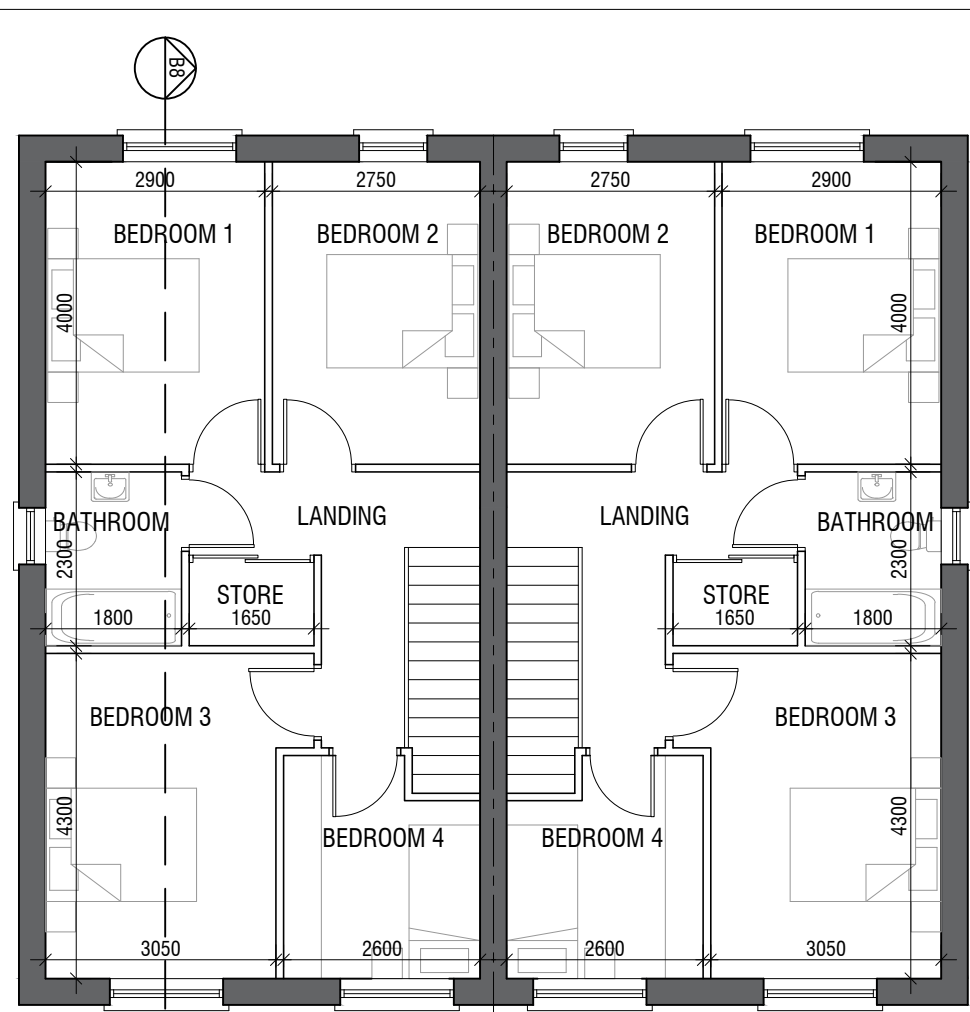 B8
2900 2750 2750 2900
BEDROOM 1 BEDROOM 2 BEDROOM 2 BEDROOM 1
4000 4000
LANDING LANDING
BATHROOM BATHROOM
2300 2300
STORE STORE
1800 1650 1650 1800
BEDROOM 3 BEDROOM 3
4300 4300
BEDROOM 4 BEDROOM 4
3050 2600 2600 3050